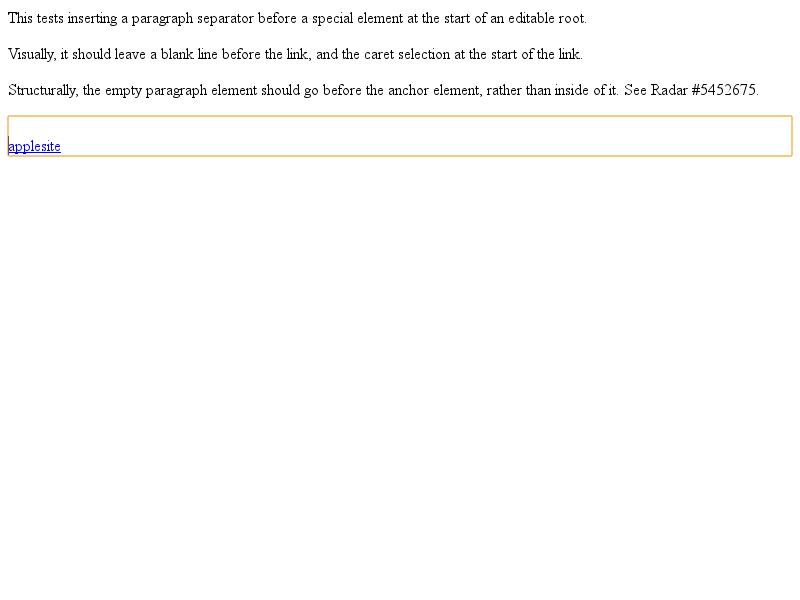 This tests inserting a paragraph separator before a special element at the start of an editable root.
Visually, it should leave a blank line before the link, and the caret selection at the start of the link.
Structurally, the empty paragraph element should go before the anchor element, rather than inside of it. See Radar #5452675.
applesite